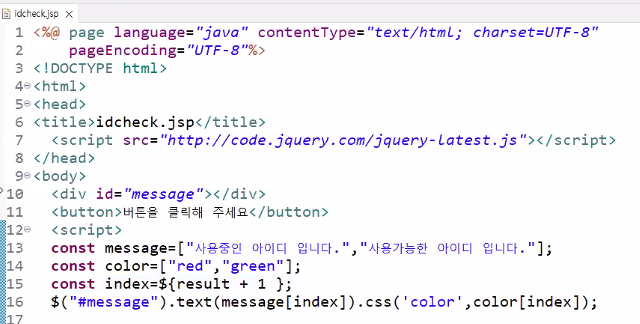 idcheck.jsp
1 <%@ page language="java" contentType="text/html; charset=UTF-8"
2     pageEncoding="UTF-8"%>
3 <!DOCTYPE html>
4 <html>
5 <head>
6 <title>idcheck.jsp</title>
7   <script src="http://code.jquery.com/jquery-latest.js"></script>
8 </head>
9 <body>
10   <div id="message"></div>
11   <button>버튼을 클릭해 주세요</button>
12   <script>
13   const message=["사용중인 아이디 입니다.","사용가능한 아이디 입니다."];
14   const color=["red","green"];
15   const index=${result + 1 };
16   $("#message").text(message[index]).css('color',color[index]);
17